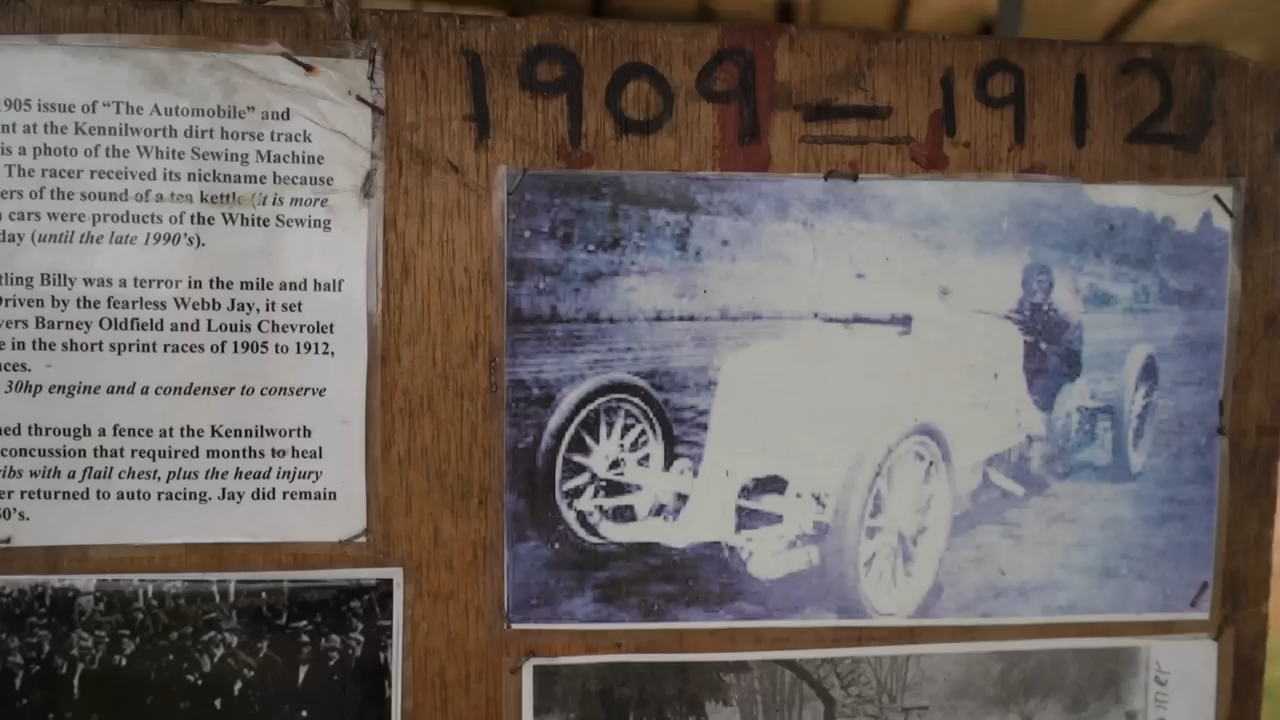 1909 = 1912
905 issue of “The Automobile” and
nt at the Kennilworth dirt horse track
is a photo of the White Sewing Machine
The racer received its nickname because
ers of the sound of a tea kettle (it is more
cars were products of the White Sewing
day (until the late 1990’s).
tling Billy was a terror in the mile and half
Driven by the fearless Webb Jay, it set
vers Barney Oldfield and Louis Chevrolet
e in the short sprint races of 1905 to 1912,
ces.
30hp engine and a condenser to conserve
ed through a fence at the Kennilworth
concussion that required months to heal
ribs with a flail chest, plus the head injury
er returned to auto racing. Jay did remain
60’s.
ner